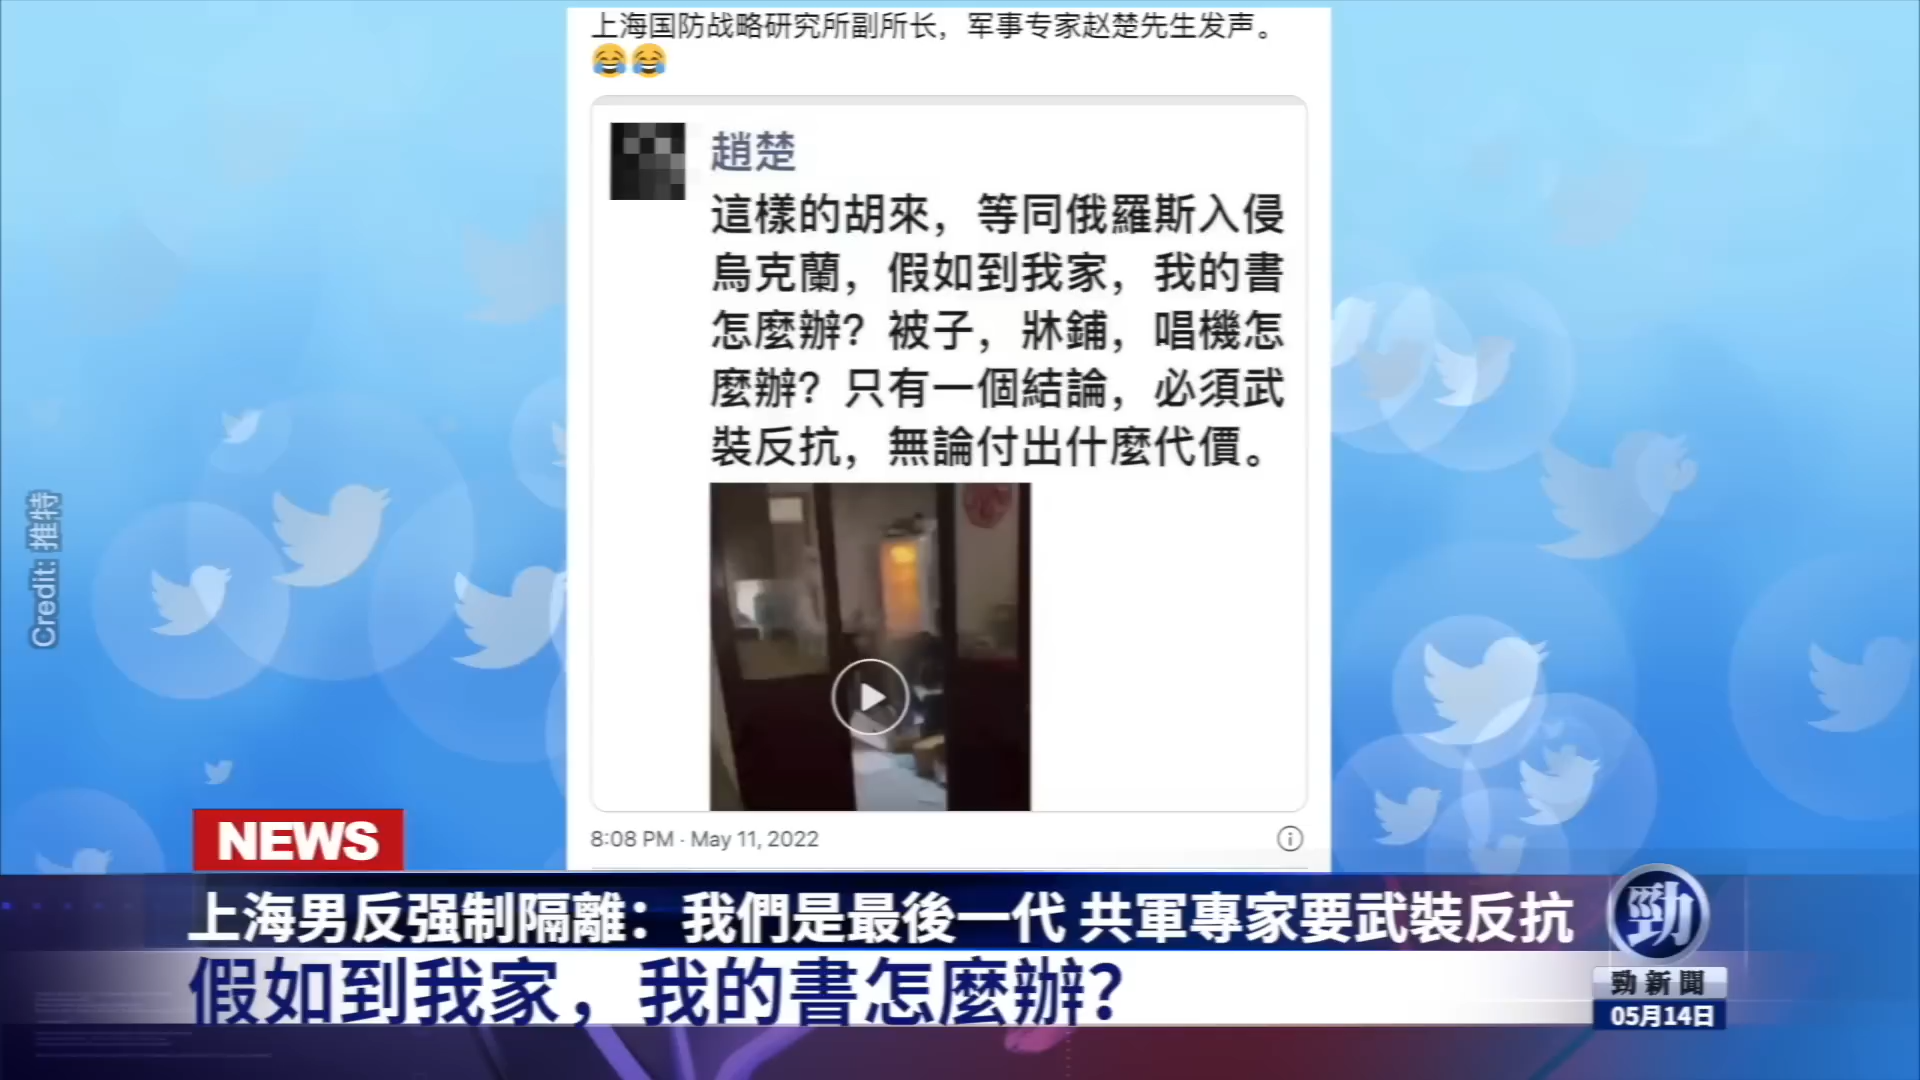 上海国防战略研究所副所长，军事专家赵楚先生发声。
😂😂
趙楚
這樣的胡來，等同俄羅斯入侵
烏克蘭，假如到我家，我的書
怎麼辦？被子，牀鋪，唱機怎
麼辦？只有一個結論，必須武
裝反抗，無論付出什麼代價。
8:08 PM · May 11, 2022
Credit: 推特
NEWS
上海男反强制隔離：我們是最後一代 共軍專家要武裝反抗
假如到我家，我的書怎麼辦？
勁
勁新聞
05月14日